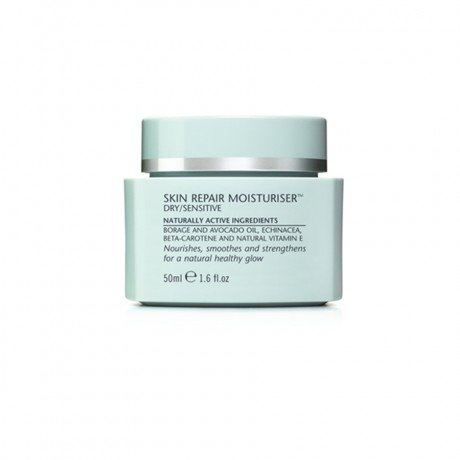 SKIN REPAIR MOISTURISER™
DRY/SENSITIVE
NATURALLY ACTIVE INGREDIENTS
BORAGE AND AVOCADO OIL, ECHINACEA,
BETA-CAROTENE AND NATURAL VITAMIN E
Nourishes, smoothes and strengthens
for a natural healthy glow
50ml ℮ 1.6 fl.oz